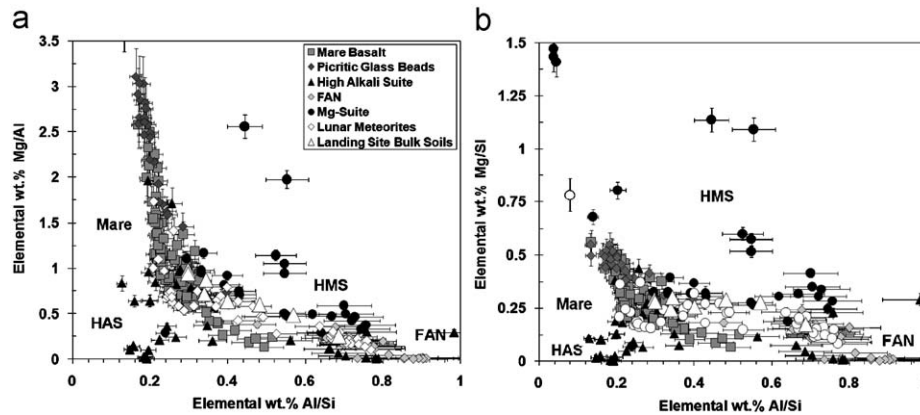 a
3.5
3
2.5
2
1.5
1
0.5
0
Elemental wt.% Mg/Al
Mare Basalt
Picritic Glass Beads
High Alkali Suite
FAN
Mg-Suite
Lunar Meteorites
Landing Site Bulk Soils
Mare
HAS
HMS
FAN
0 0.2 0.4 0.6 0.8 1
Elemental wt.% Al/Si
b
1.5
1.25
1
0.75
0.5
0.25
0
Elemental wt.% Mg/SI
HMS
Mare
HAS
FAN
0 0.2 0.4 0.6 0.8
Elemental wt.% Al/Si